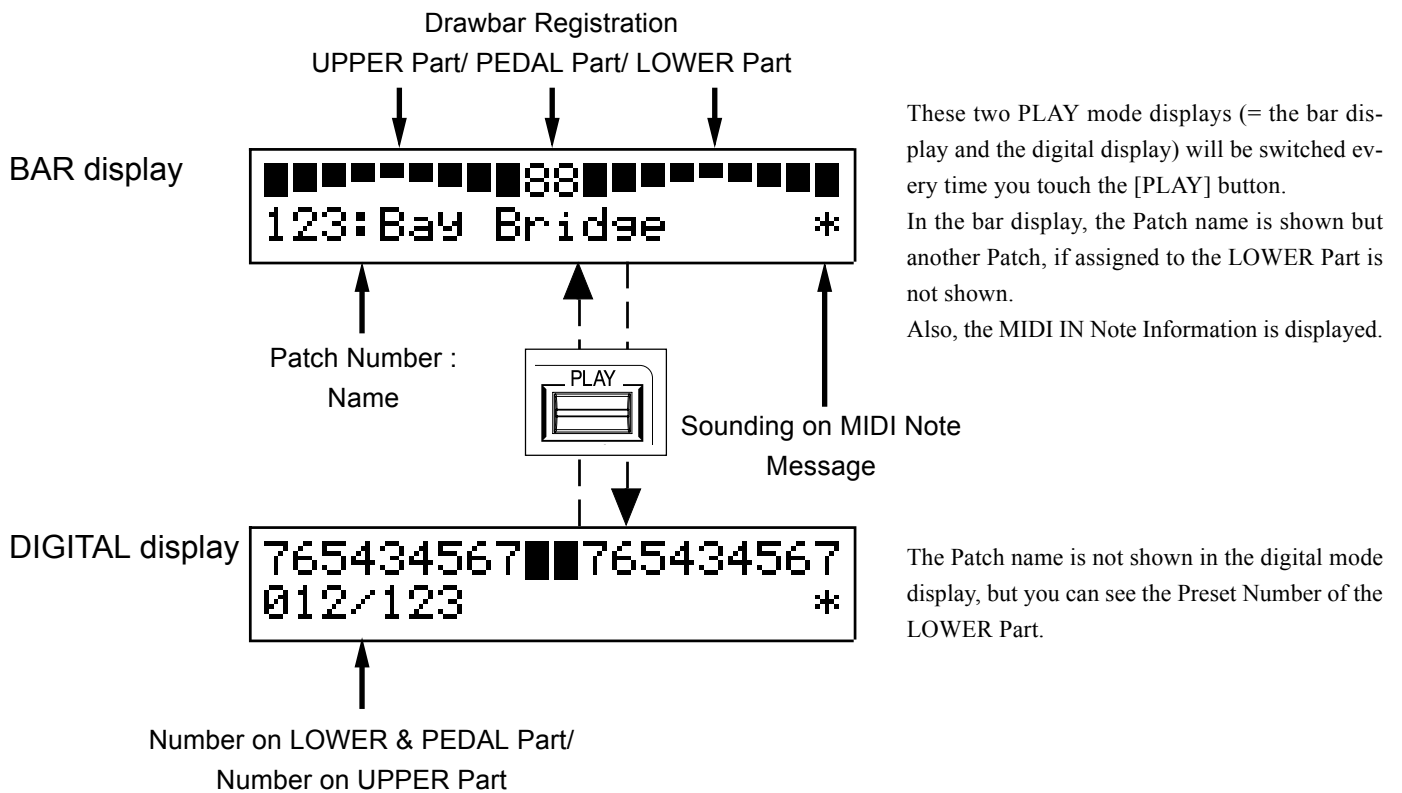 Drawbar Registration
UPPER Part/ PEDAL Part/ LOWER Part
BAR display
88
123:Bay Bridge *
Patch Number :
Name
PLAY
Sounding on MIDI Note
Message
These two PLAY mode displays (= the bar dis-
play and the digital display) will be switched ev-
ery time you touch the [PLAY] button.
In the bar display, the Patch name is shown but
another Patch, if assigned to the LOWER Part is
not shown.
Also, the MIDI IN Note Information is displayed.
DIGITAL display
765434567 765434567
012/123 *
Number on LOWER & PEDAL Part/
Number on UPPER Part
The Patch name is not shown in the digital mode
display, but you can see the Preset Number of the
LOWER Part.